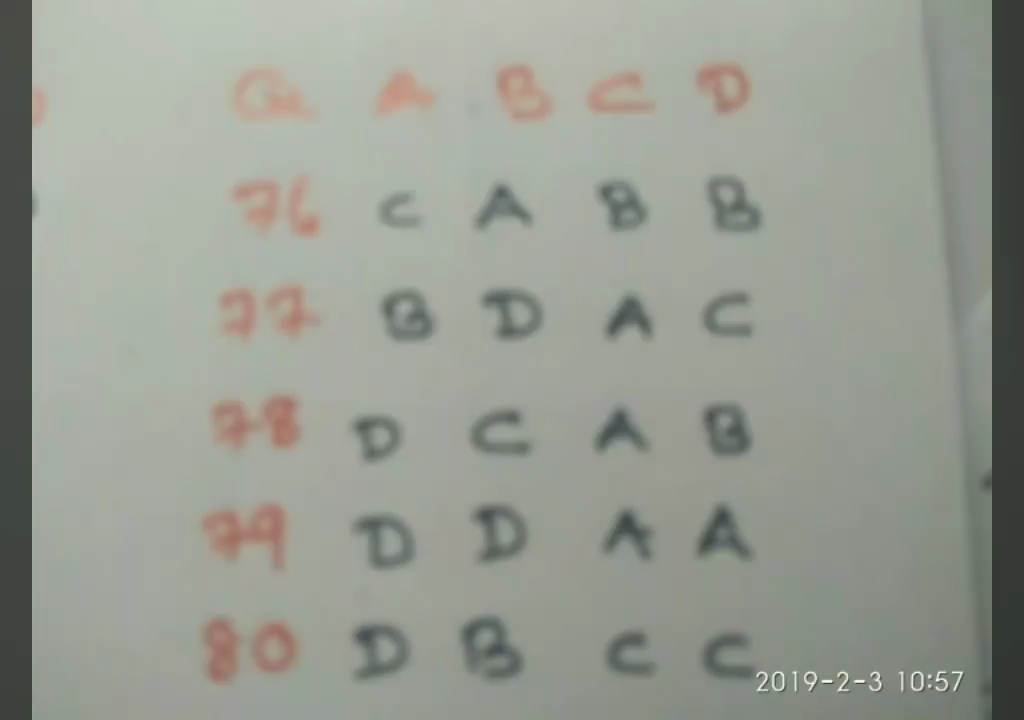 Q A B C D
76 C A B B
77 B D A C
78 D C A B
79 D D A A
80 D B C C
2019-2-3 10:57